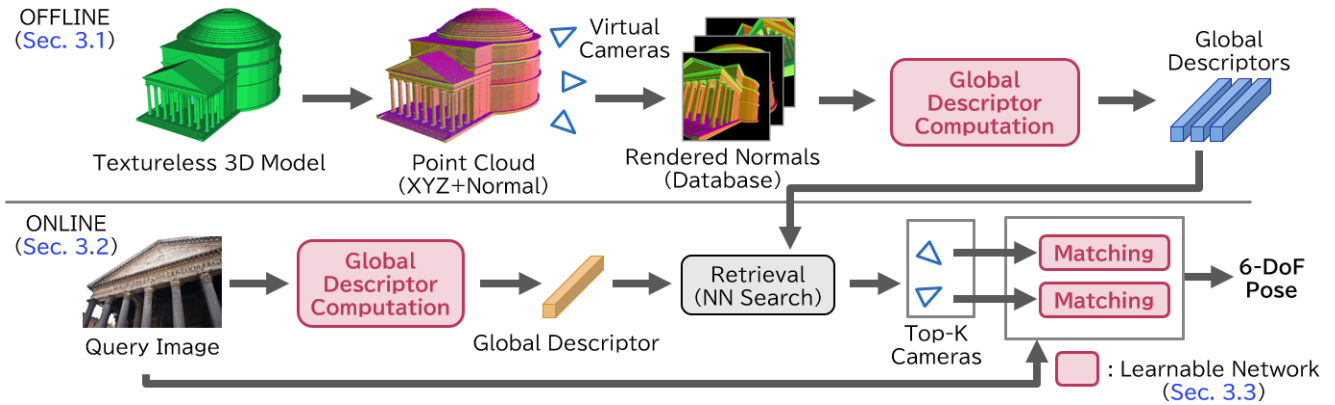 OFFLINE
(Sec. 3.1)
Textureless 3D Model
Point Cloud
(XYZ+Normal)
Virtual
Cameras
Rendered Normals
(Database)
Global
Descriptor
Computation
Global
Descriptors
ONLINE
(Sec. 3.2)
Query Image
Global
Descriptor
Computation
Global Descriptor
Retrieval
(NN Search)
Top-K
Cameras
Matching
Matching
6-DoF
Pose
: Learnable Network
(Sec. 3.3)